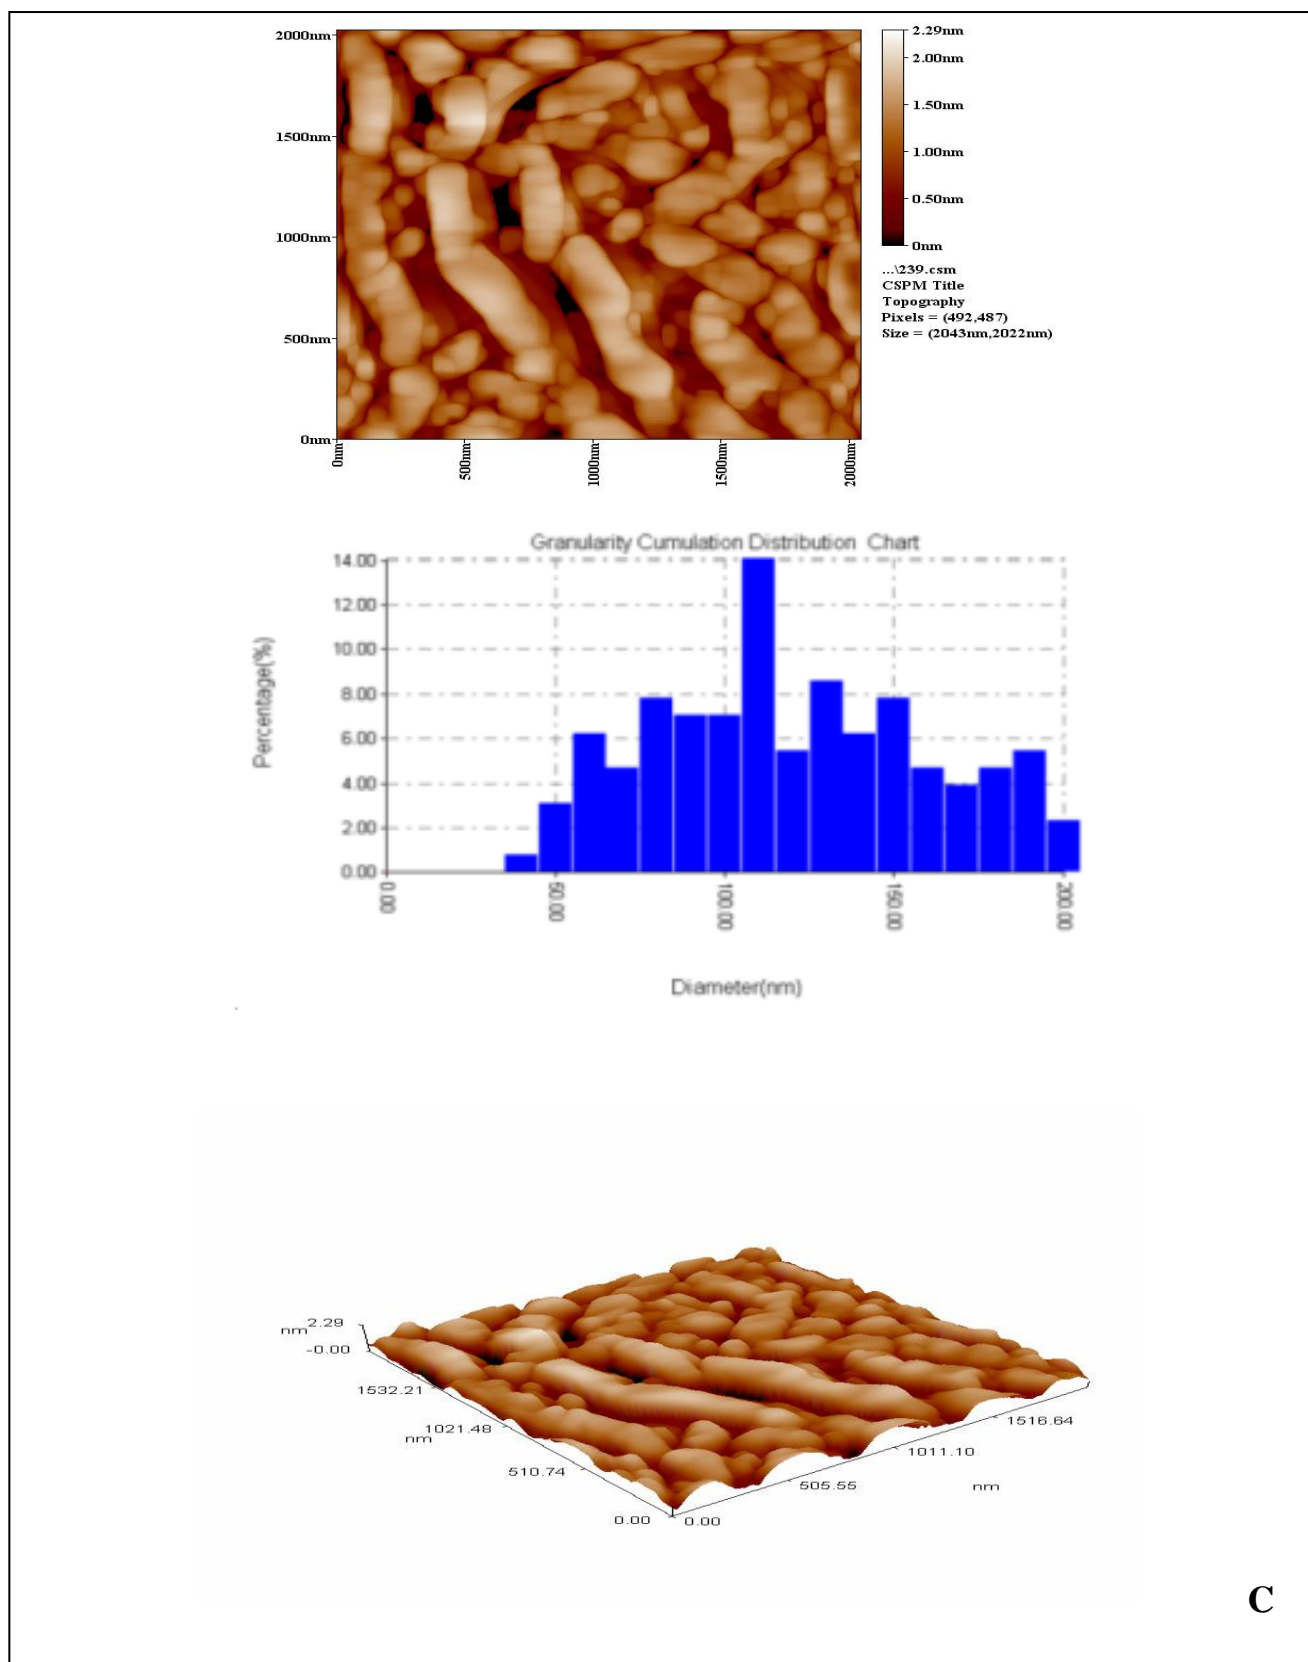 2000nm
1500nm
1000nm
500nm
0nm
0nm
500nm
1000nm
1500nm
2000nm
2.29nm
2.00nm
1.50nm
1.00nm
0.50nm
0nm
...\239.csm
CSPM Title
Topography
Pixels = (492,487)
Size = (2043nm,2022nm)
Granularity Cumulation Distribution Chart
Percentage(%)
14.00
12.00
10.00
8.00
6.00
4.00
2.00
0.00
0.00
50.00
100.00
150.00
200.00
Diameter(nm)
nm
2.29
-0.00
1532.21
1021.48
nm
510.74
0.00
0.00
505.55
1011.10
1516.64
nm
C